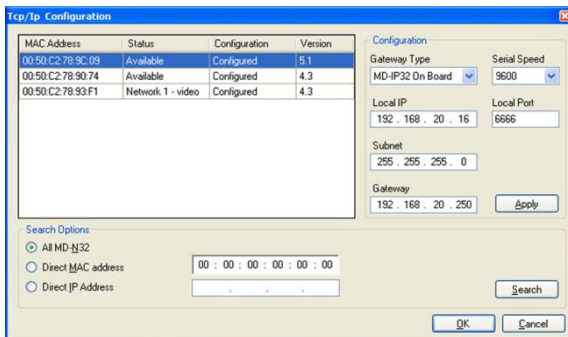 Tcp/Ip Configuration
MAC Address Status Configuration Version
00:50:C2:78:9C:09 Available Configured 5.1
00:50:C2:78:90:74 Available Configured 4.3
00:50:C2:78:93:F1 Network 1 - video Configured 4.3
Configuration
Gateway Type Serial Speed
MD-IP32 On Board 9600
Local IP Local Port
192 . 168 . 20 . 16 6666
Subnet
255 . 255 . 255 . 0
Gateway
192 . 168 . 20 . 250 Apply
Search Options
All MD-N32
Direct MAC address 00 : 00 : 00 : 00 : 00 : 00
Direct IP Address . . .
Search
OK Cancel